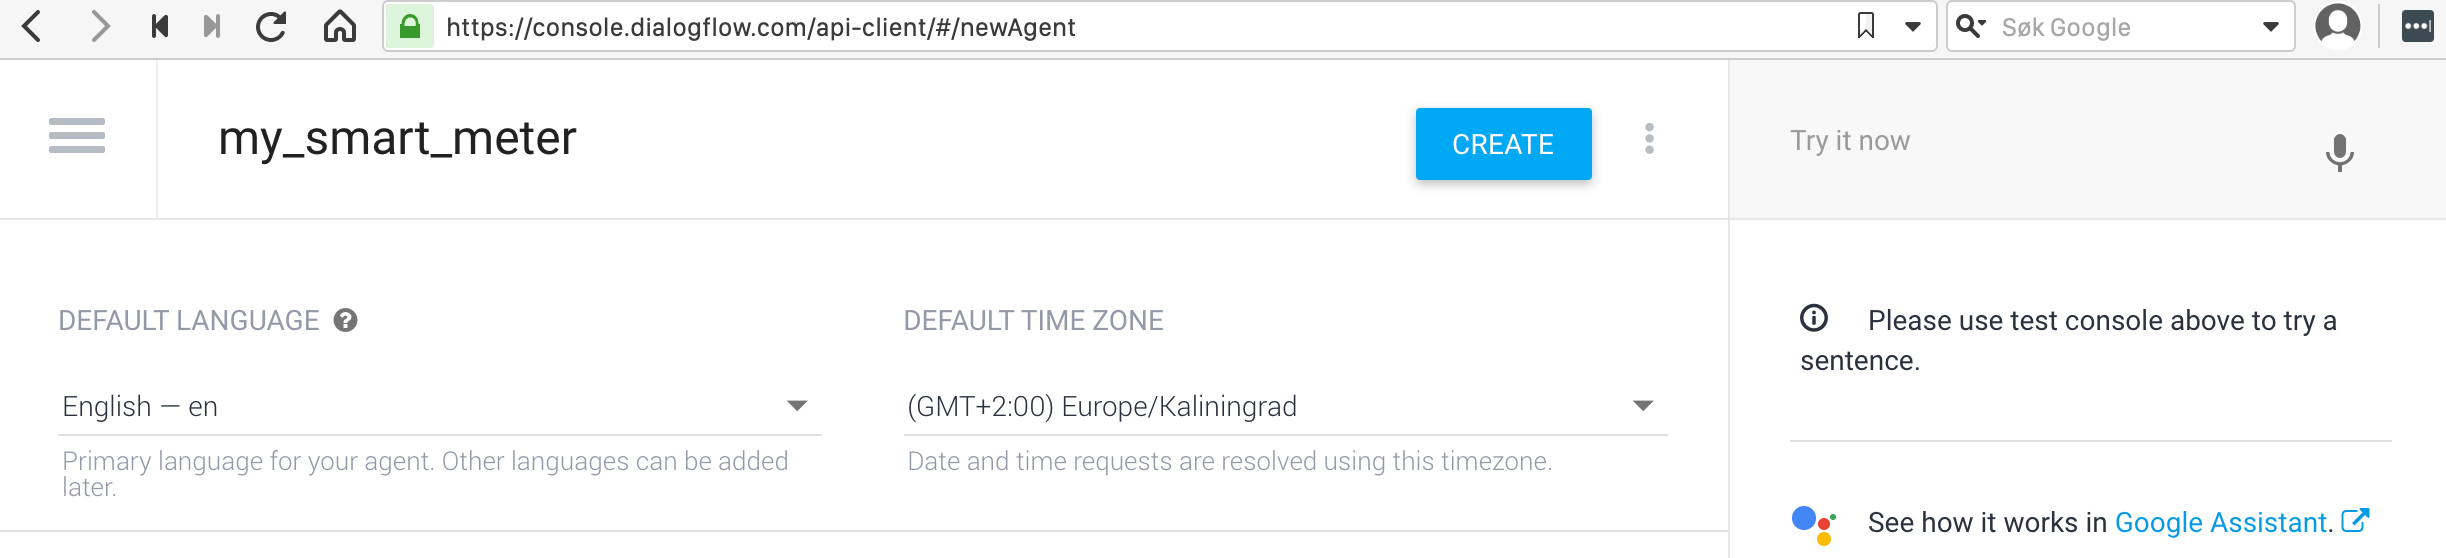 https://console.dialogflow.com/api-client/#/newAgent
Søk Google
my_smart_meter
CREATE
Try it now
DEFAULT LANGUAGE
DEFAULT TIME ZONE
English — en
(GMT+2:00) Europe/Kaliningrad
Primary language for your agent. Other languages can be added
later.
Date and time requests are resolved using this timezone.
Please use test console above to try a
sentence.
See how it works in Google Assistant.